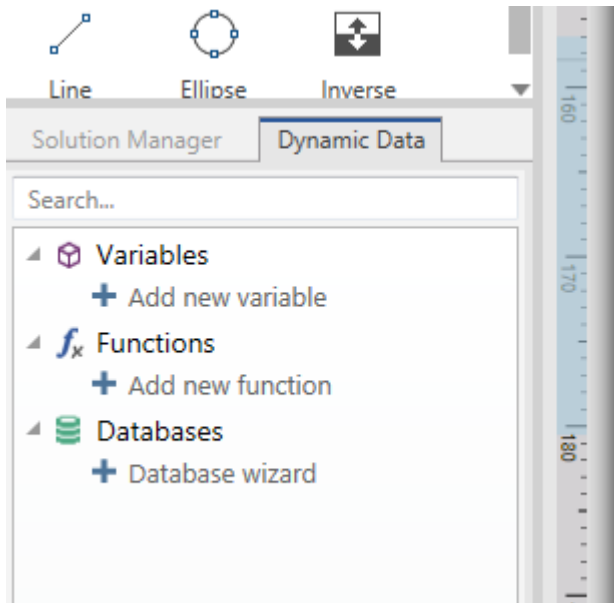 Line Ellipse Inverse
Solution Manager Dynamic Data
Search...
Variables
Add new variable
fx Functions
Add new function
Databases
Database wizard
160
170
180